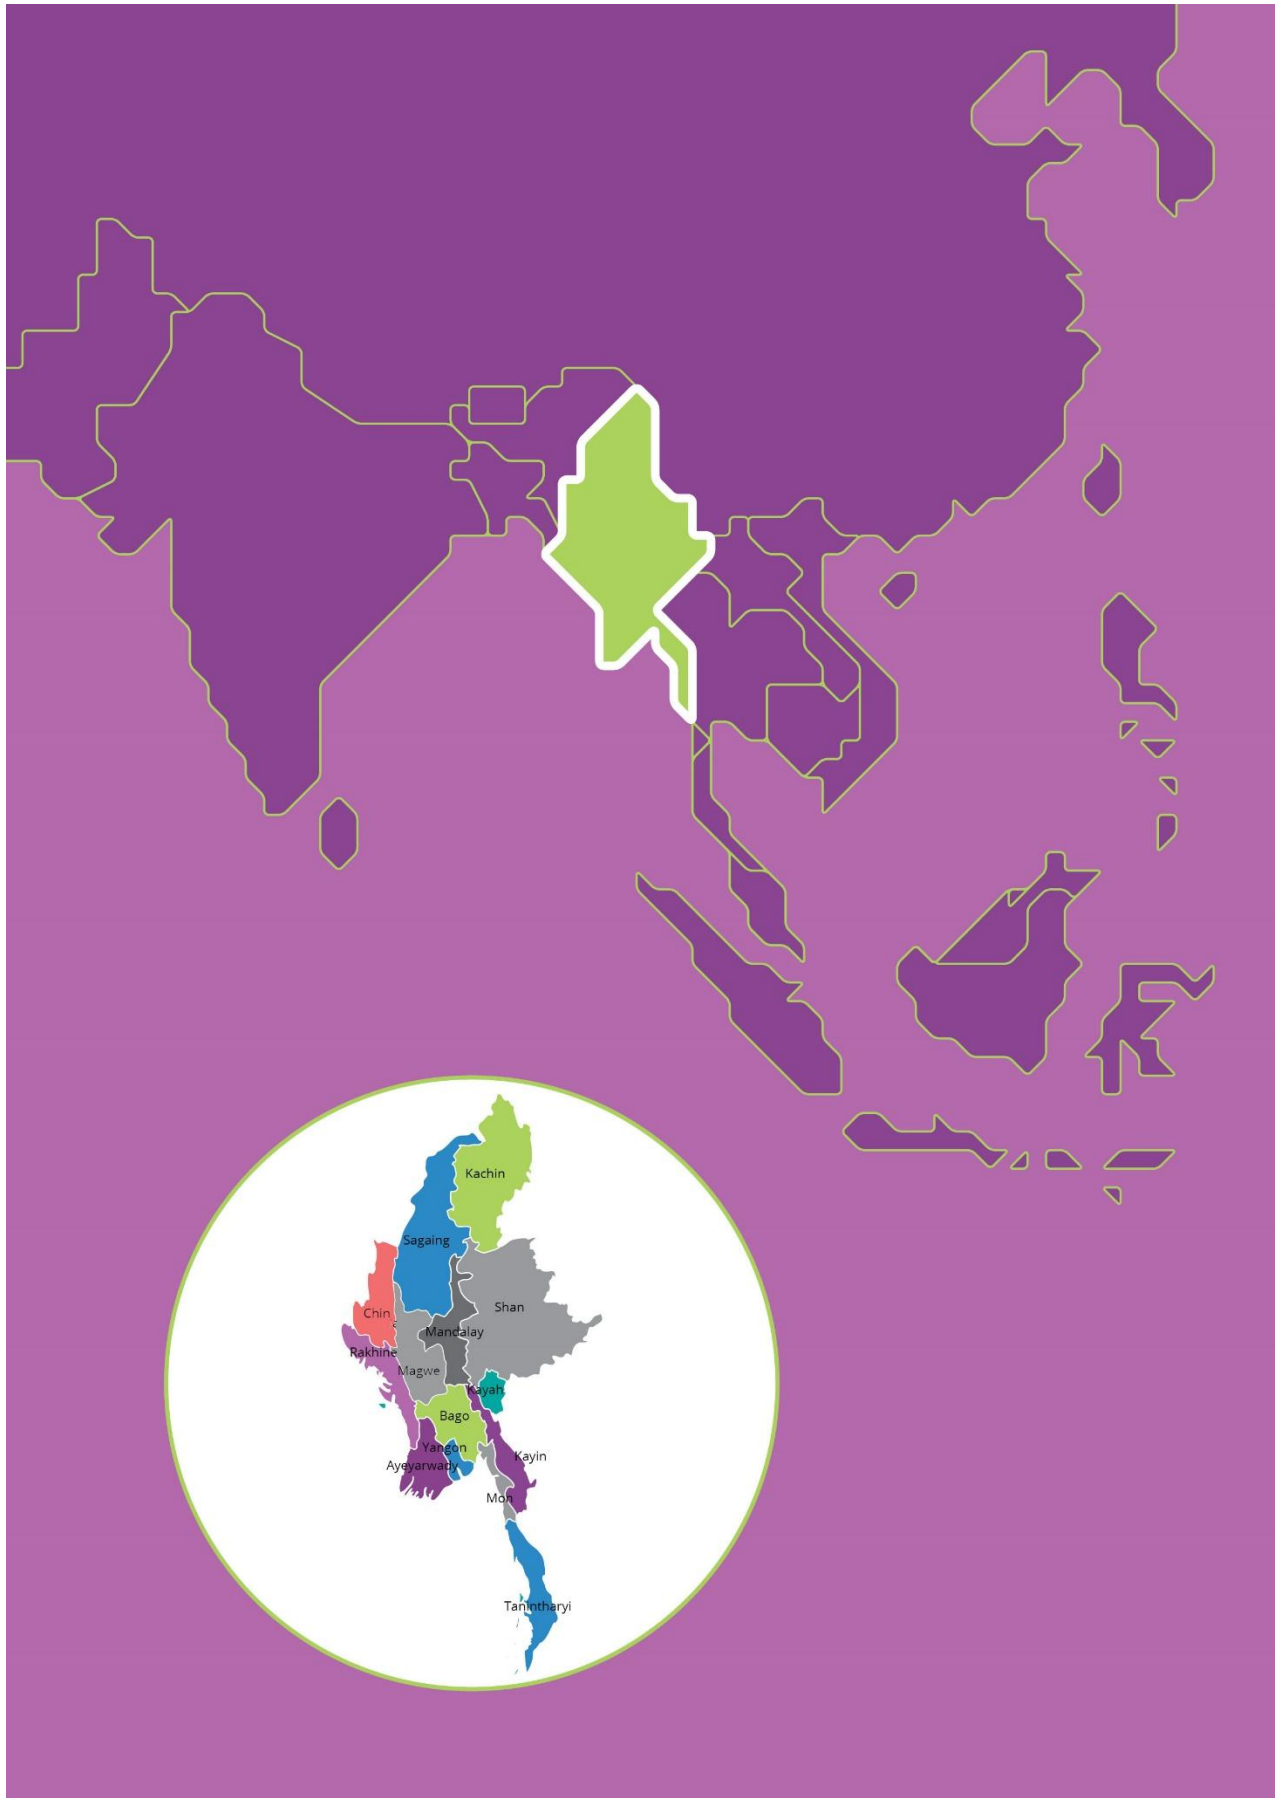 Kachin
Sagaing
Shan
Chin
Mandalay
Rakhine
Magwe
Kayah
Bago
Yangon
Kayin
Ayeyarwady
Mon
Tanintharyi